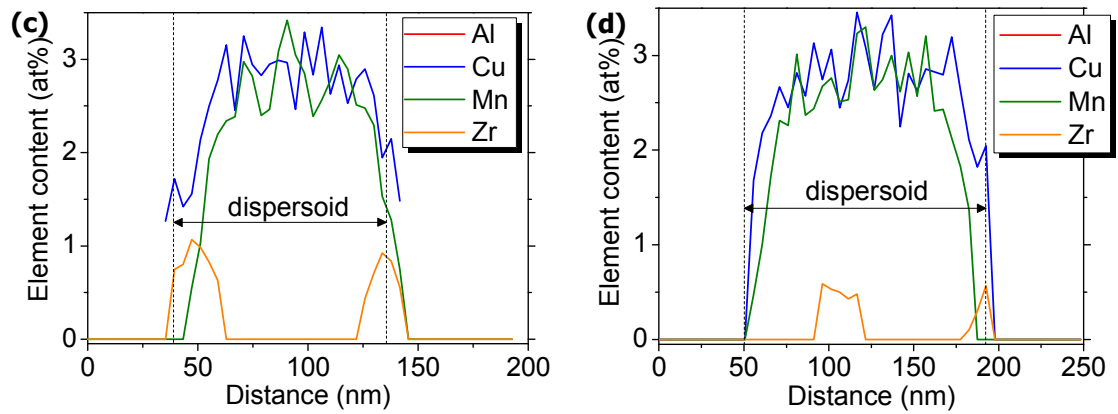 (c)
Al
Cu
Mn
Zr
dispersoid
Element content (at%)
3
2
1
0
0
50
100
150
200
Distance (nm)
(d)
Al
Cu
Mn
Zr
dispersoid
Element content (at%)
3
2
1
0
0
50
100
150
200
250
Distance (nm)